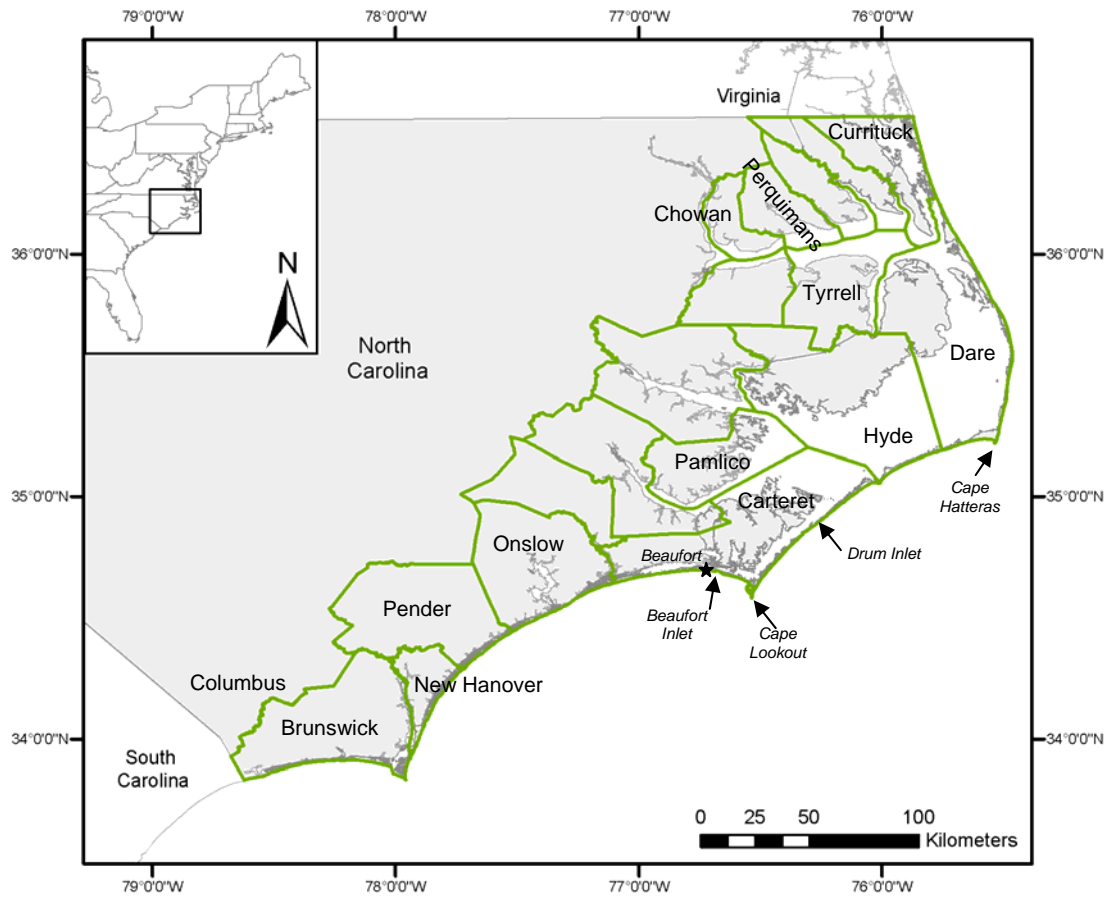 79°0'0"W
78°0'0"W
77°0'0"W
76°0'0"W
Virginia
Currituck
Perquimans
Chowan
N
36°0'0"N
36°0'0"N
Tyrrell
North
Carolina
Dare
Hyde
Pamlico
35°0'0"N
35°0'0"N
Cape
Hatteras
Carteret
Onslow
Beaufort
Drum Inlet
Pender
Beaufort
Inlet
Cape
Lookout
Columbus
New Hanover
Brunswick
34°0'0"N
34°0'0"N
South
Carolina
0 25 50 100
Kilometers
79°0'0"W
78°0'0"W
77°0'0"W
76°0'0"W